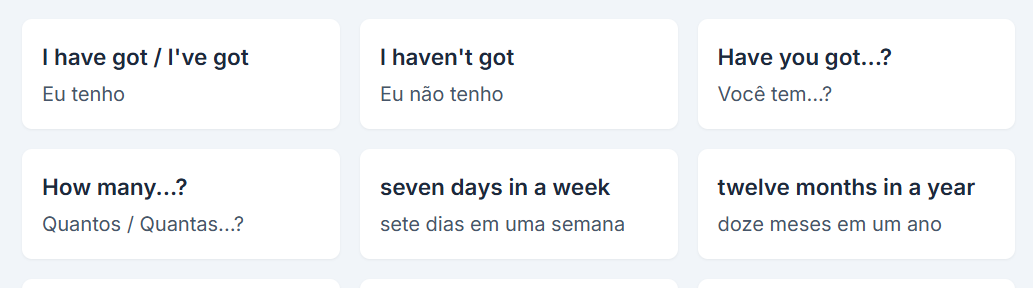 I have got / I've got
Eu tenho
I haven't got
Eu não tenho
Have you got...?
Você tem...?
How many...?
Quantos / Quantas...?
seven days in a week
sete dias em uma semana
twelve months in a year
doze meses em um ano